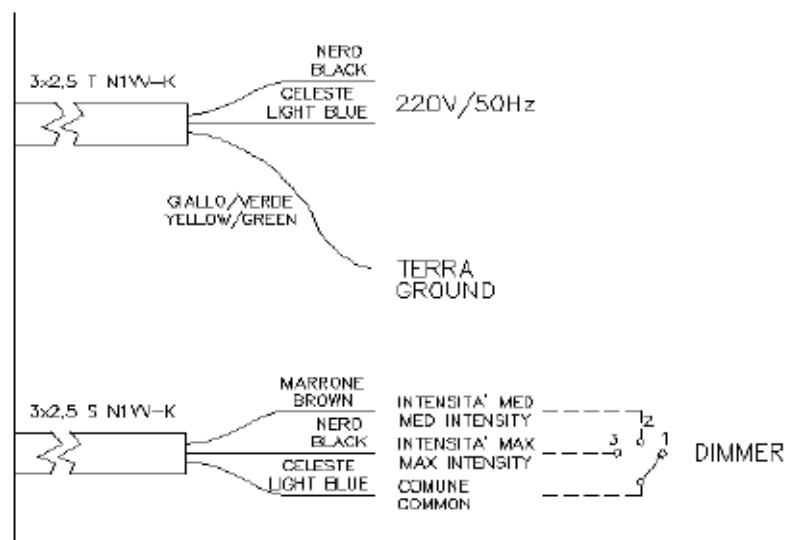 NERO
BLACK
3x2,5 T N1VV-K
CELESTE
LIGHT BLUE
220V/50Hz
GIALLO/VERDE
YELLOW/GREEN
TERRA
GROUND
MARRONE
BROWN
INTENSITA' MED
MED INTENSITY
2
3x2,5 S N1VV-K
NERO
BLACK
INTENSITA' MAX
MAX INTENSITY
3
1
DIMMER
CELESTE
LIGHT BLUE
COMUNE
COMMON